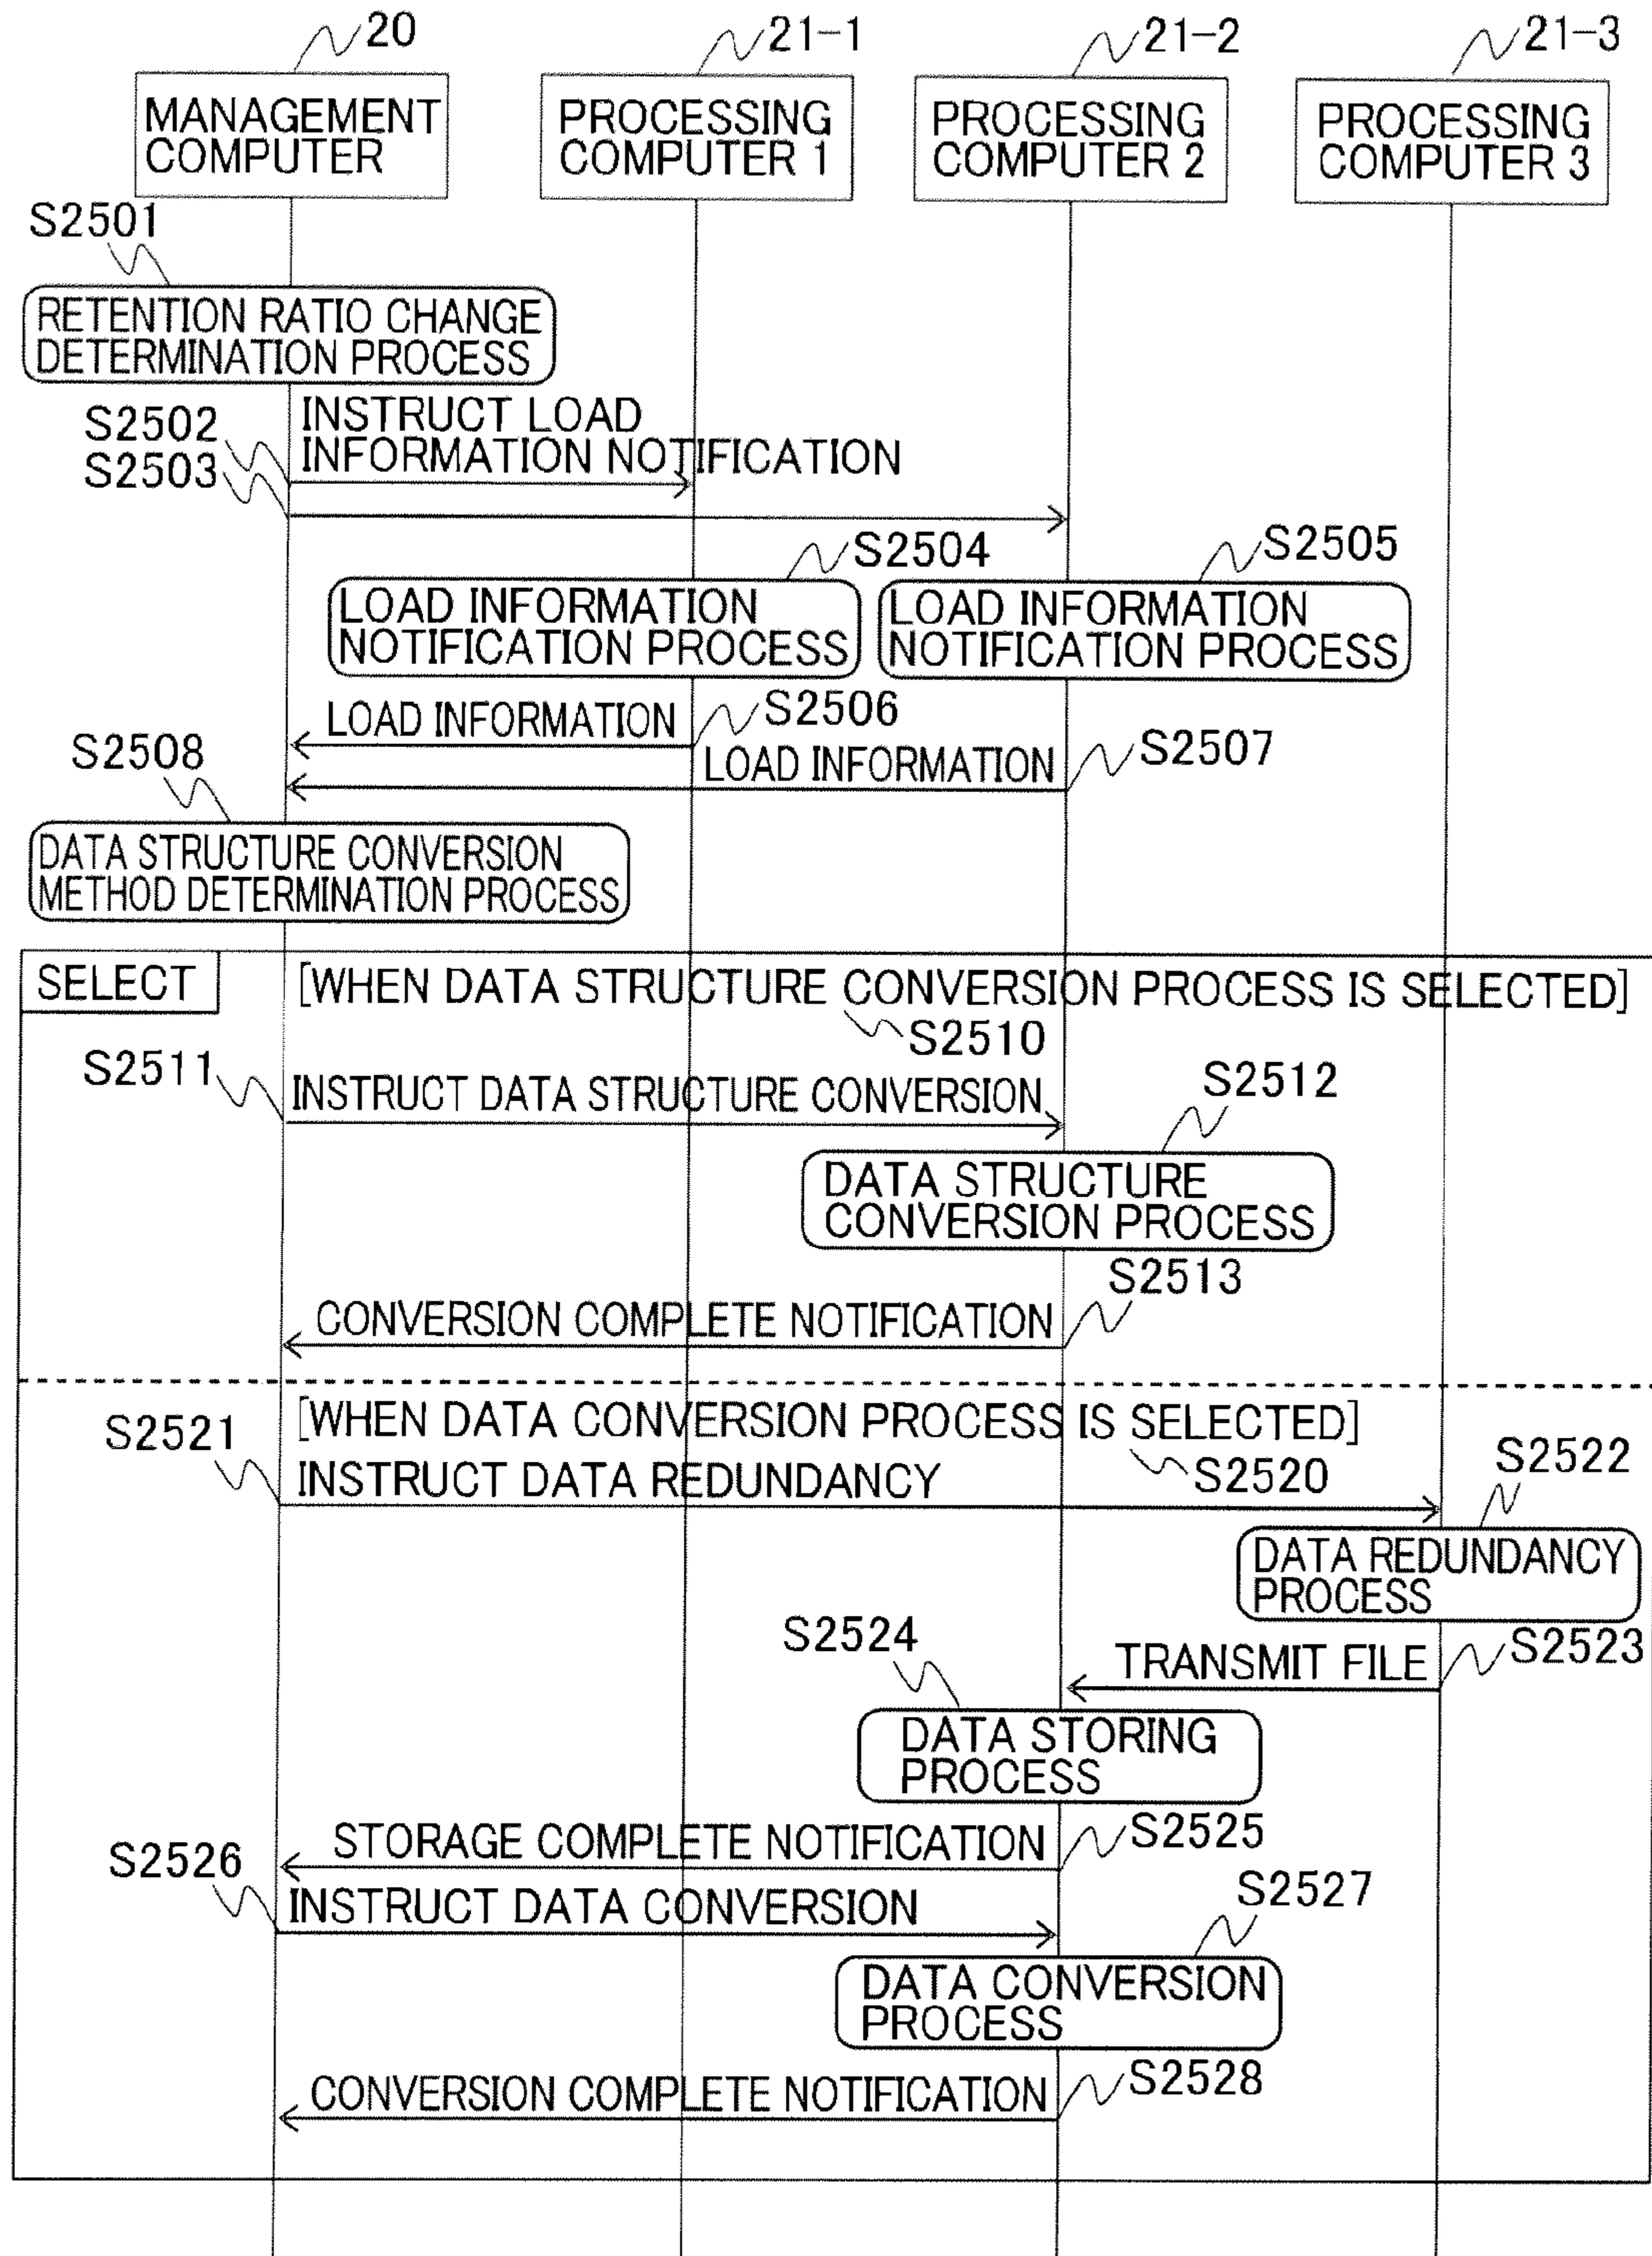 20
21-1
21-2
21-3
MANAGEMENT
COMPUTER
PROCESSING
COMPUTER 1
PROCESSING
COMPUTER 2
PROCESSING
COMPUTER 3
S2501
RETENTION RATIO CHANGE
DETERMINATION PROCESS
S2502
INSTRUCT LOAD
INFORMATION NOTIFICATION
S2503
S2504
S2505
LOAD INFORMATION
NOTIFICATION PROCESS
LOAD INFORMATION
NOTIFICATION PROCESS
LOAD INFORMATION
S2506
LOAD INFORMATION
S2507
S2508
DATA STRUCTURE CONVERSION
METHOD DETERMINATION PROCESS
SELECT
[WHEN DATA STRUCTURE CONVERSION PROCESS IS SELECTED]
S2510
S2511
INSTRUCT DATA STRUCTURE CONVERSION
S2512
DATA STRUCTURE
CONVERSION PROCESS
S2513
CONVERSION COMPLETE NOTIFICATION
[WHEN DATA CONVERSION PROCESS IS SELECTED]
S2520
S2521
INSTRUCT DATA REDUNDANCY
S2522
DATA REDUNDANCY
PROCESS
S2523
TRANSMIT FILE
S2524
DATA STORING
PROCESS
STORAGE COMPLETE NOTIFICATION
S2525
S2526
INSTRUCT DATA CONVERSION
S2527
DATA CONVERSION
PROCESS
CONVERSION COMPLETE NOTIFICATION
S2528